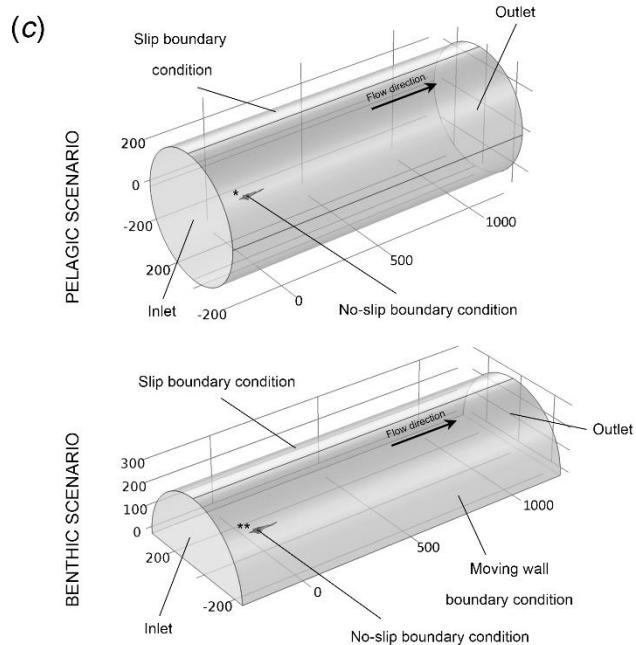 (c)
PELAGIC SCENARIO
Slip boundary
condition
Outlet
Flow direction
200
0
-200
200
-200
0
500
1000
*
Inlet
No-slip boundary condition
BENTHIC SCENARIO
Slip boundary condition
Flow direction
Outlet
300
200
100
0
200
-200
0
500
1000
**
Moving wall
boundary condition
Inlet
No-slip boundary condition